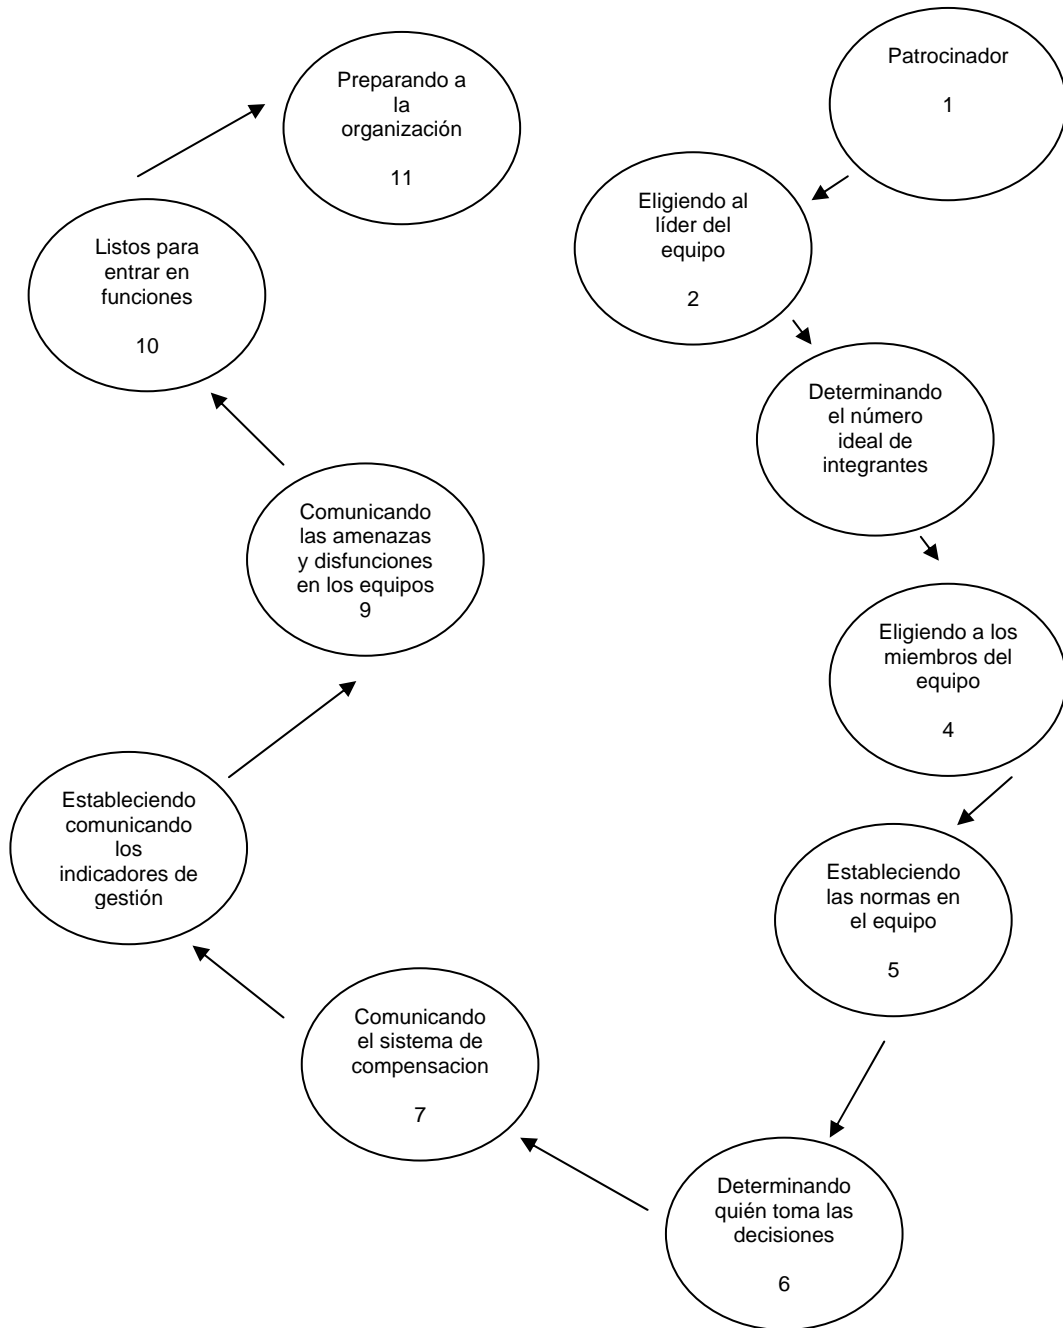 Patrocinador
1
Eligiendo al
líder del
equipo
2
Determinando
el número
ideal de
integrantes
Eligiendo a los
miembros del
equipo
4
Estableciendo
las normas en
el equipo
5
Determinando
quién toma las
decisiones
6
Comunicando
el sistema de
compensacion
7
Estableciendo
comunicando
los
indicadores de
gestión
Comunicando
las amenazas
y disfunciones
en los equipos
9
Listos para
entrar en
funciones
10
Preparando a
la
organización
11